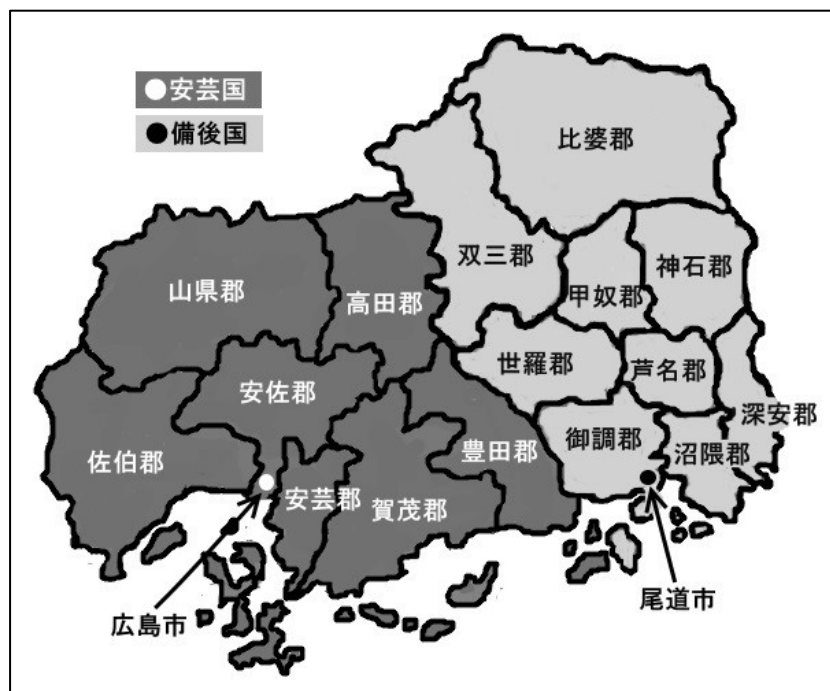 安芸国
備後国
比婆郡
双三郡
神石郡
甲奴郡
山県郡
高田郡
世羅郡
芦名郡
安佐郡
深安郡
御調郡
沼隈郡
豊田郡
佐伯郡
安芸郡
賀茂郡
広島市
尾道市